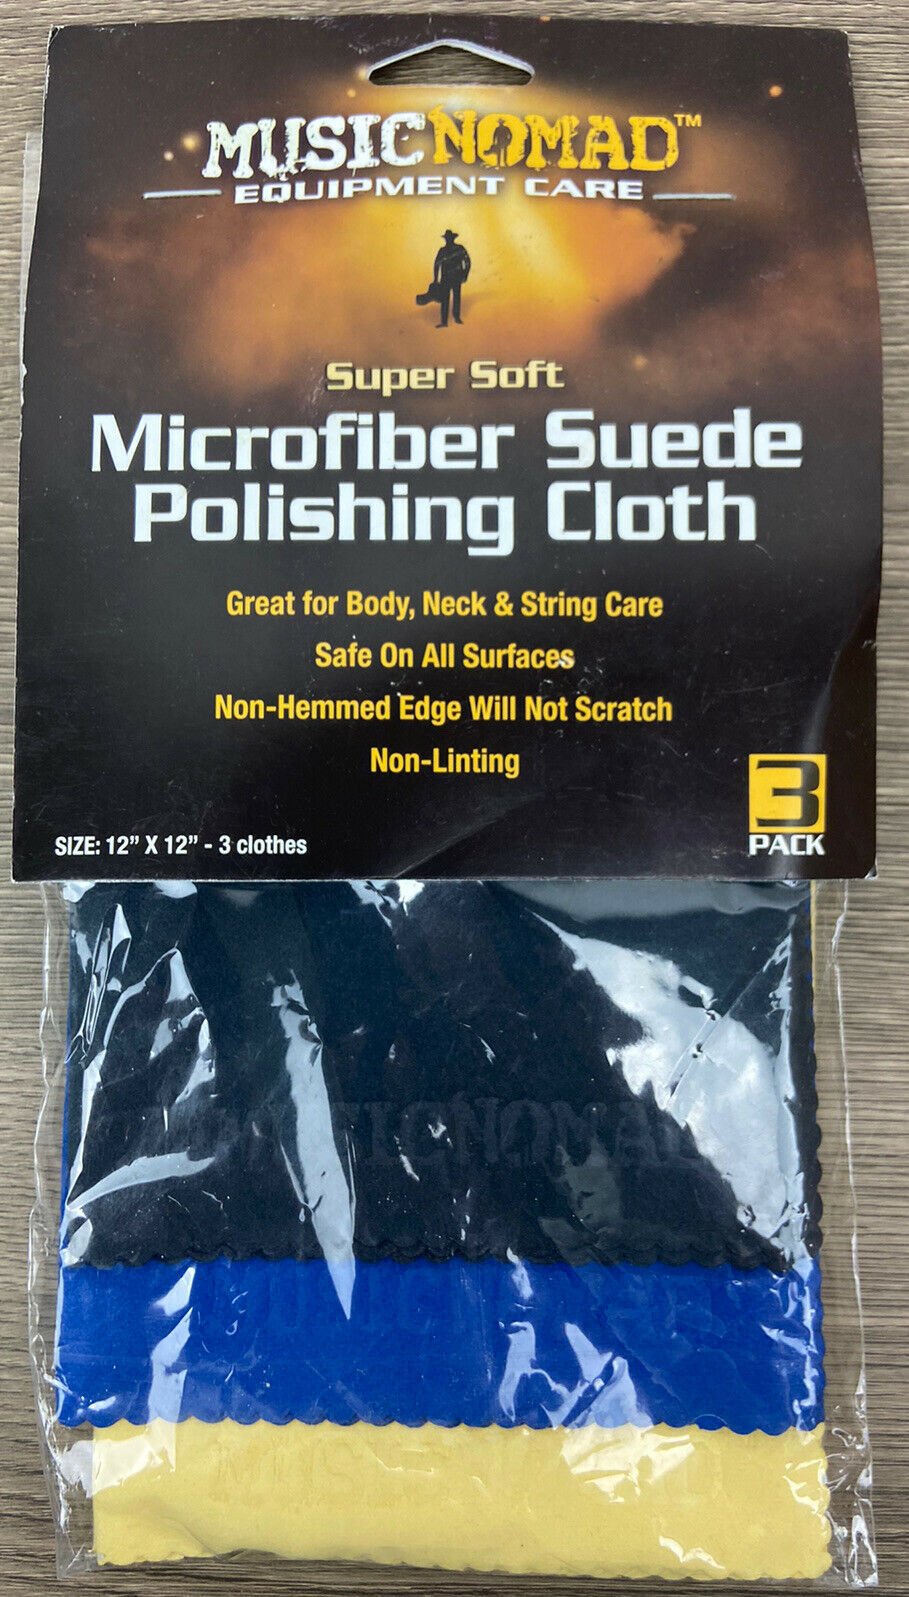 MUSICNOMAD™
EQUIPMENT CARE
Super Soft
Microfiber Suede
Polishing Cloth
Great for Body, Neck & String Care
Safe On All Surfaces
Non-Hemmed Edge Will Not Scratch
Non-Linting
3
PACK
SIZE: 12" X 12" - 3 clothes
MUSICNOMAD